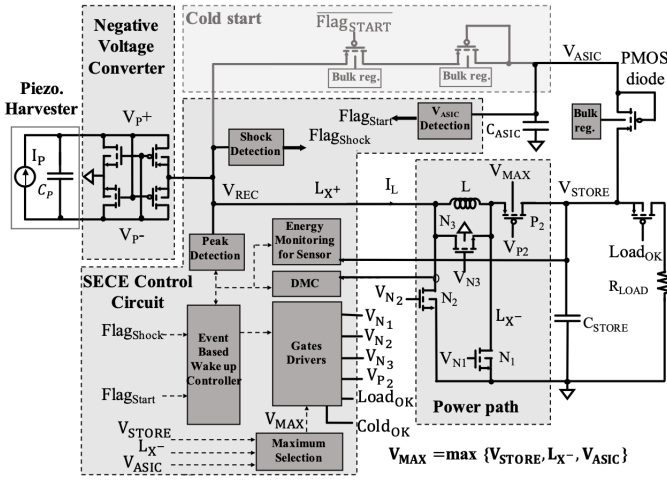 Negative
Voltage
Converter
Cold start
Flag_START
Bulk reg.
Bulk reg.
V_ASIC
PMOS
diode
Piezo.
Harvester
V_P+
I_P
C_P
V_P-
Shock
Detection
Flag_Shock
Flag_Start
V_ASIC
Detection
C_ASIC
Bulk
reg.
V_REC
L_X+
I_L
L
V_MAX
V_STORE
P_2
V_P2
N_3
V_N3
Load_OK
R_LOAD
Peak
Detection
Energy
Monitoring
for Sensor
DMC
V_N2
N_2
L_X-
C_STORE
SECE Control
Circuit
Flag_Shock
Event
Based
Wake up
Controller
Gates
Drivers
V_N1
V_N2
V_N3
V_P2
Load_OK
Cold_OK
V_N1
N_1
Power path
Flag_Start
V_MAX
V_STORE
L_X-
V_ASIC
Maximum
Selection
V_MAX = max {V_STORE, L_X-, V_ASIC}